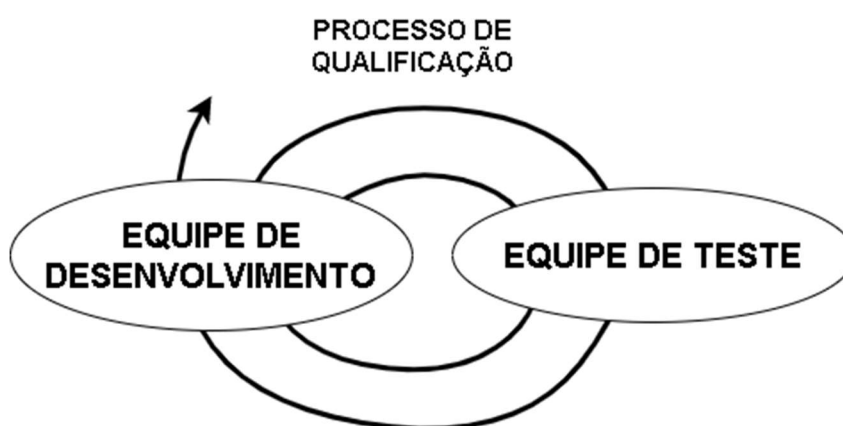 PROCESSO DE
QUALIFICAÇÃO
EQUIPE DE
DESENVOLVIMENTO
EQUIPE DE TESTE